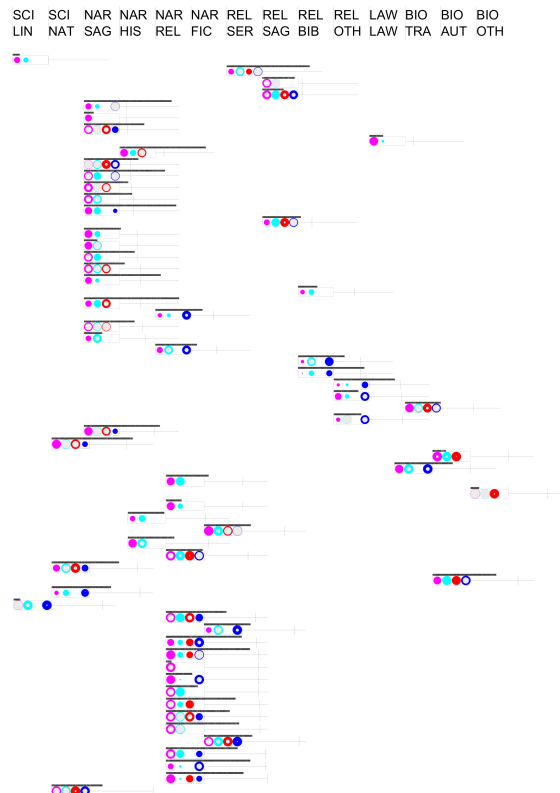 SCI SCI NAR NAR NAR NAR REL REL REL REL LAW BIO BIO BIO
LIN NAT SAG HIS REL FIC SER SAG BIB OTH LAW TRA AUT OTH